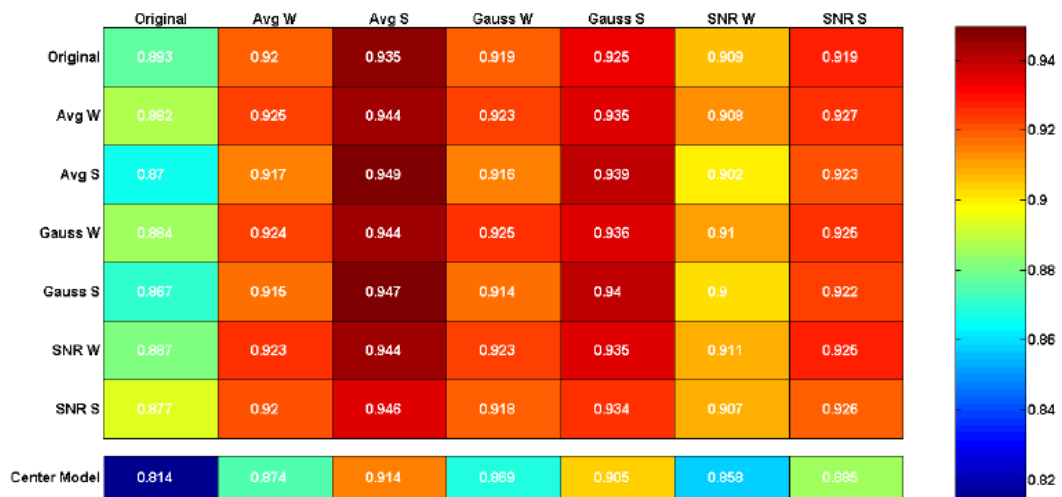 Original Avg W Avg S Gauss W Gauss S SNR W SNR S
Original 0.893 0.92 0.935 0.919 0.925 0.909 0.919
Avg W 0.882 0.925 0.944 0.923 0.935 0.908 0.927
Avg S 0.87 0.917 0.949 0.916 0.939 0.902 0.923
Gauss W 0.884 0.924 0.944 0.925 0.936 0.91 0.925
Gauss S 0.867 0.915 0.947 0.914 0.94 0.9 0.922
SNR W 0.887 0.923 0.944 0.923 0.935 0.911 0.925
SNR S 0.877 0.92 0.946 0.918 0.934 0.907 0.926
Center Model 0.814 0.874 0.914 0.869 0.905 0.858 0.885
0.94
0.92
0.9
0.88
0.86
0.84
0.82